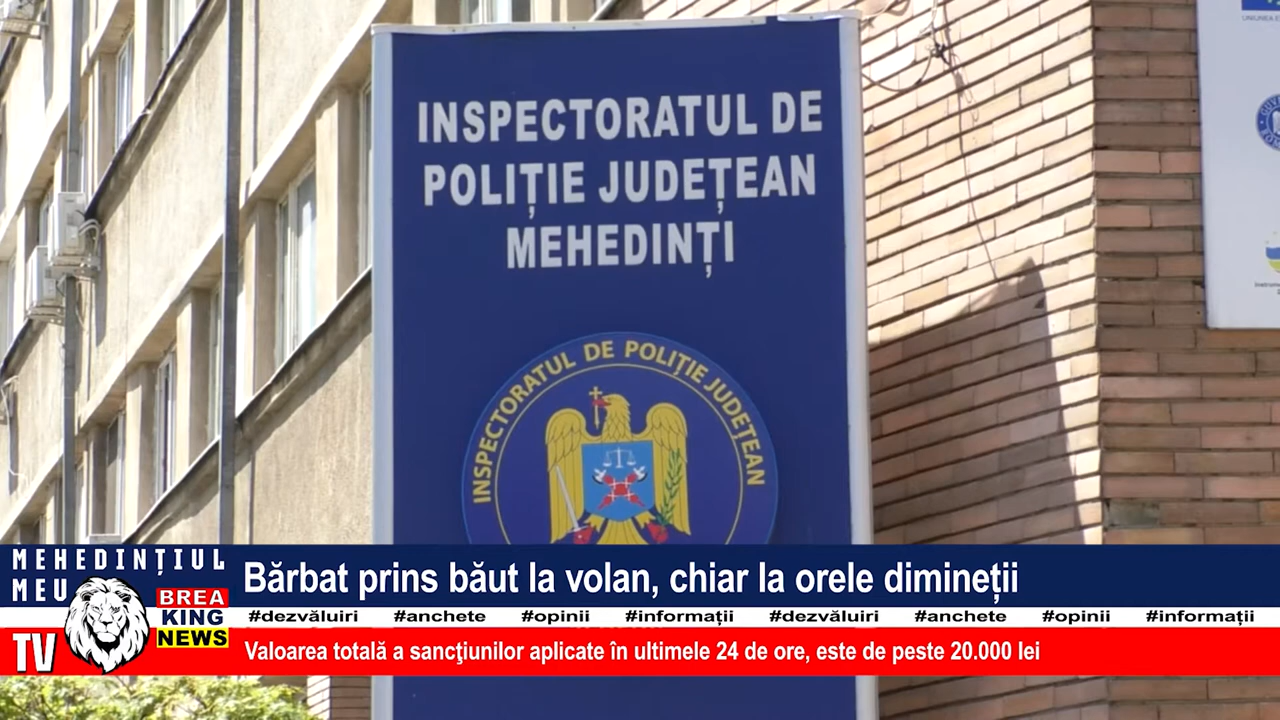 INSPECTORATUL DE
POLIȚIE JUDEȚEAN
MEHEDINȚI
INSPECTORATUL DE POLIȚIE JUDEȚEAN
MEHEDINȚIUL
MEU
TV
BREA
KING
NEWS
Bărbat prins băut la volan, chiar la orele dimineții
#dezvăluiri #anchete #opinii #informații #dezvăluiri #anchete #opinii #informații
Valoarea totală a sancţiunilor aplicate în ultimele 24 de ore, este de peste 20.000 lei